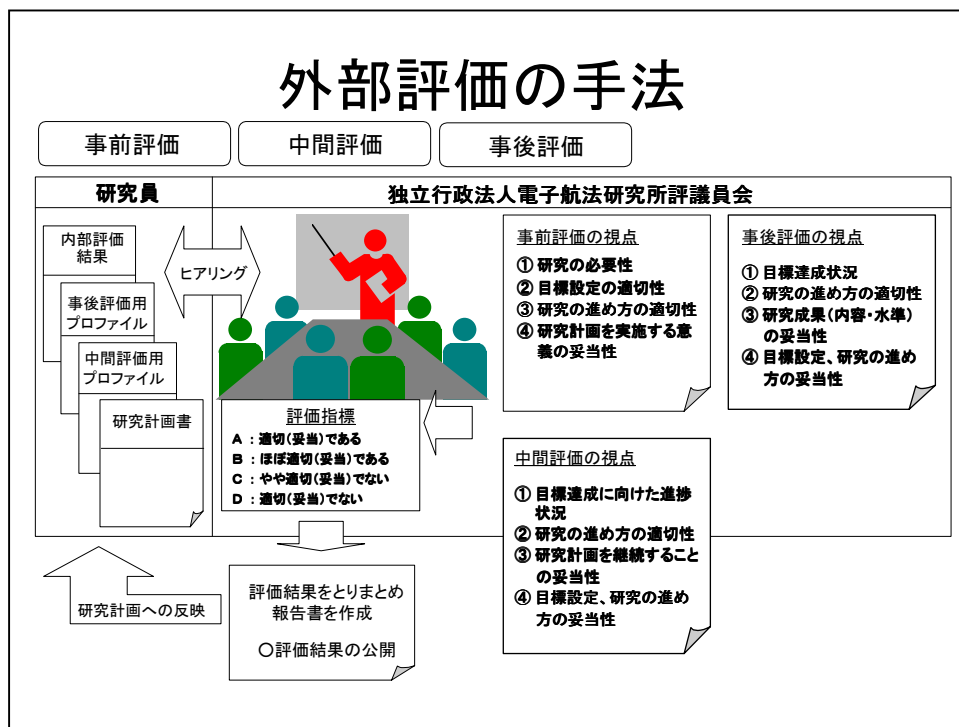 外部評価の手法
事前評価
中間評価
事後評価
研究員
独立行政法人電子航法研究所評議員会
内部評価
結果
事後評価用
プロファイル
中間評価用
プロファイル
研究計画書
ヒアリング
評価指標
A：適切(妥当)である
B：ほぼ適切(妥当)である
C：やや適切(妥当)でない
D：適切(妥当)でない
事前評価の視点
① 研究の必要性
② 目標設定の適切性
③ 研究の進め方の適切性
④ 研究計画を実施する意
義の妥当性
事後評価の視点
① 目標達成状況
② 研究の進め方の適切性
③ 研究成果(内容・水準)
の妥当性
④ 目標設定、研究の進め
方の妥当性
中間評価の視点
① 目標達成に向けた進捗
状況
② 研究の進め方の適切性
③ 研究計画を継続すること
の妥当性
④ 目標設定、研究の進め
方の妥当性
研究計画への反映
評価結果をとりまとめ
報告書を作成
○評価結果の公開